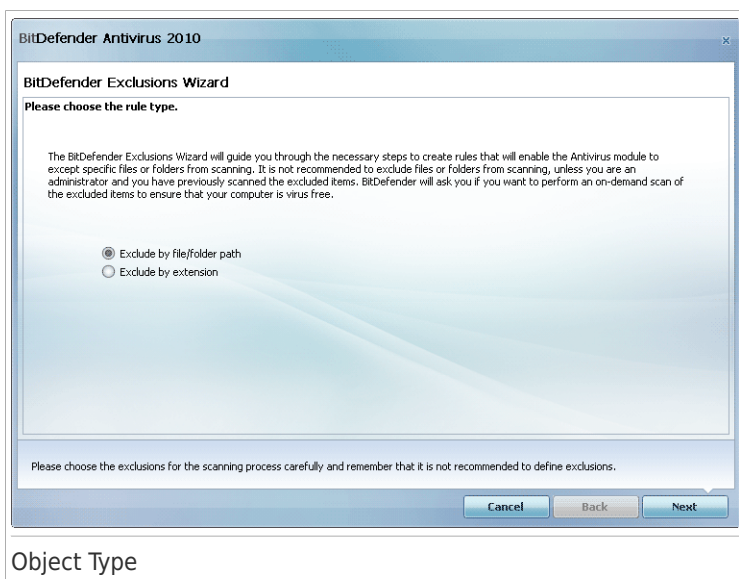 BitDefender Antivirus 2010
x
BitDefender Exclusions Wizard
Please choose the rule type.
The BitDefender Exclusions Wizard will guide you through the necessary steps to create rules that will enable the Antivirus module to
except specific files or folders from scanning. It is not recommended to exclude files or folders from scanning, unless you are an
administrator and you have previously scanned the excluded items. BitDefender will ask you if you want to perform an on-demand scan of
the excluded items to ensure that your computer is virus free.
Exclude by file/folder path
Exclude by extension
Please choose the exclusions for the scanning process carefully and remember that it is not recommended to define exclusions.
Cancel Back Next
Object Type